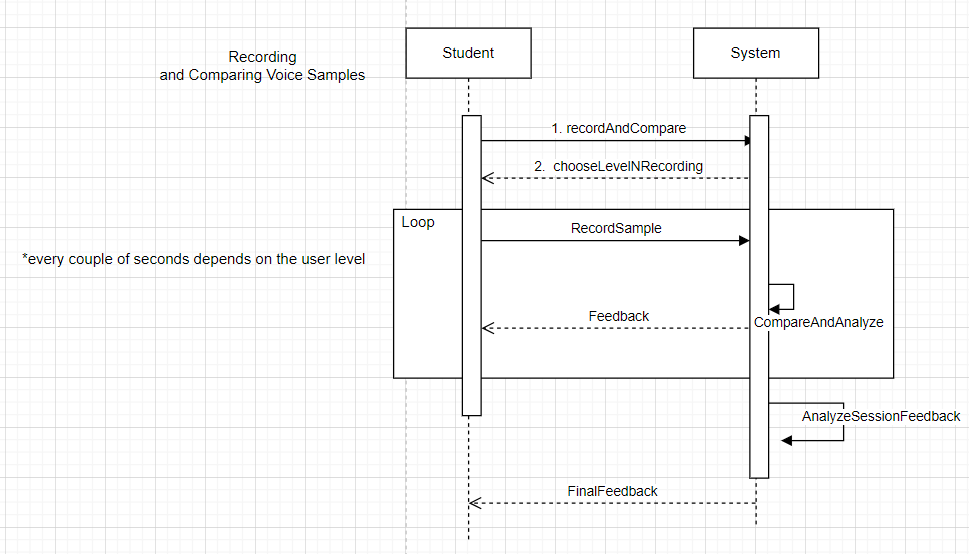 Recording
and Comparing Voice Samples
Student
System
1. recordAndCompare
2. chooseLevelNRecording
Loop
RecordSample
*every couple of seconds depends on the user level
Feedback
CompareAndAnalyze
AnalyzeSessionFeedback
FinalFeedback